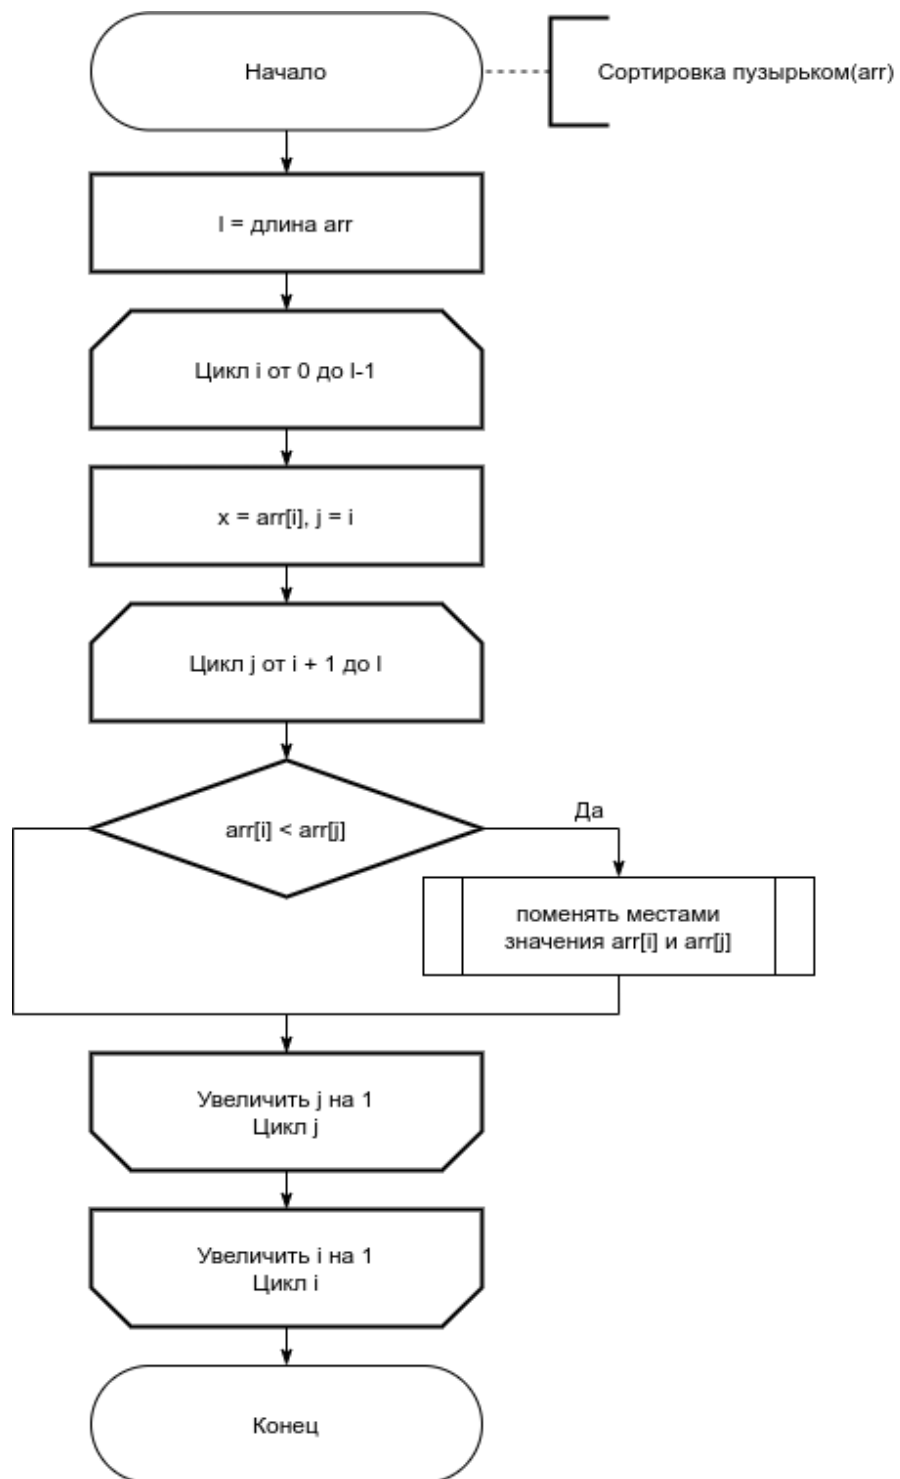 Начало
Сортировка пузырьком(arr)
l = длина arr
Цикл i от 0 до l-1
x = arr[i], j = i
Цикл j от i + 1 до l
arr[i] < arr[j]
Да
поменять местами
значения arr[i] и arr[j]
Увеличить j на 1
Цикл j
Увеличить i на 1
Цикл i
Конец